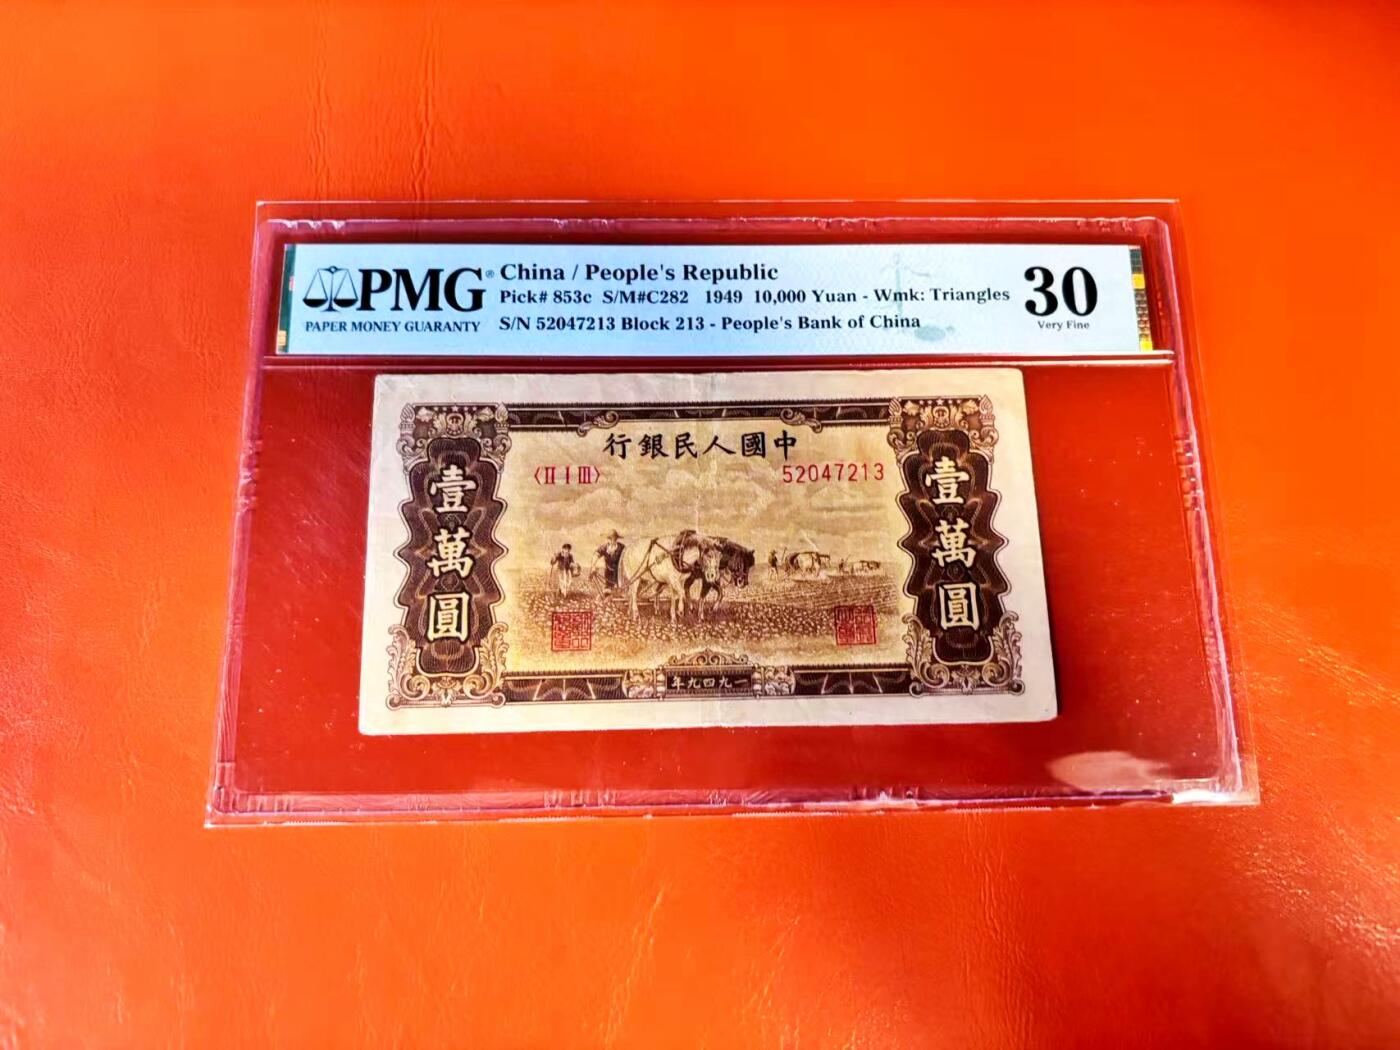 PMG®
PAPER MONEY GUARANTY
China / People's Republic
Pick# 853c S/M#C282 1949 10,000 Yuan - Wmk: Triangles
S/N 52047213 Block 213 - People's Bank of China
30
Very Fine
行銀民人國中
〈II I III〉
52047213
壹萬圓
壹萬圓
年九四九一